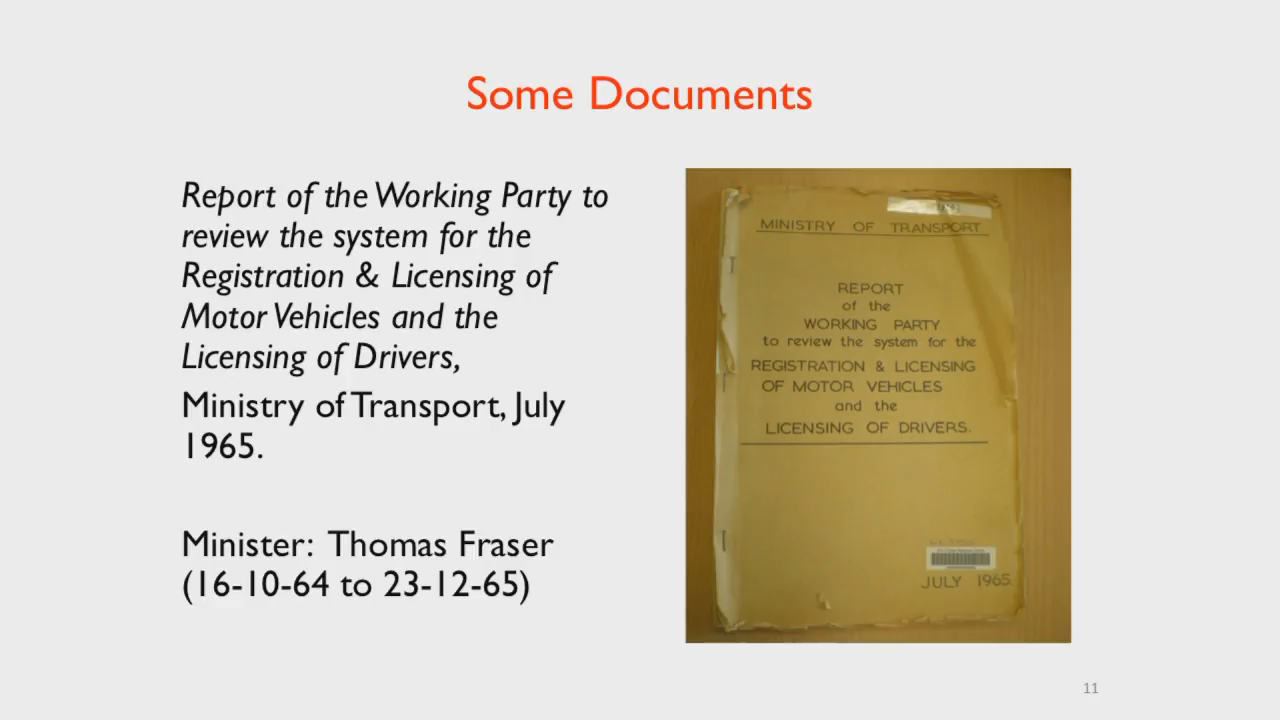 Some Documents
Report of the Working Party to
review the system for the
Registration & Licensing of
Motor Vehicles and the
Licensing of Drivers,
Ministry of Transport, July
1965.
Minister: Thomas Fraser
(16-10-64 to 23-12-65)
MINISTRY OF TRANSPORT
REPORT
of the
WORKING PARTY
to review the system for the
REGISTRATION & LICENSING
OF MOTOR VEHICLES
and the
LICENSING OF DRIVERS.
JULY 1965.
11